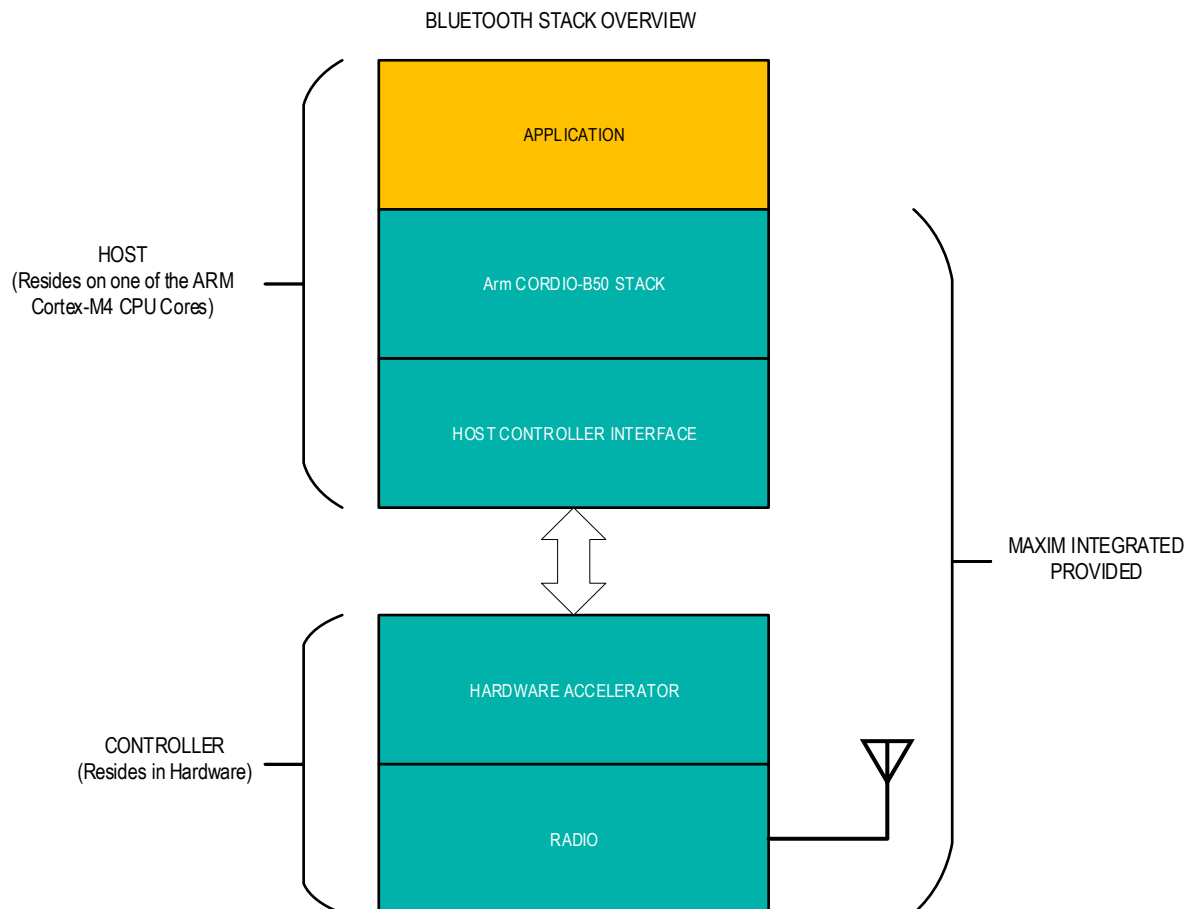 BLUETOOTH STACK OVERVIEW
APPLICATION
HOST
(Resides on one of the ARM
Cortex-M4 CPU Cores)
Arm CORDIO-B50 STACK
HOST CONTROLLER INTERFACE
MAXIM INTEGRATED
PROVIDED
HARDWARE ACCELERATOR
CONTROLLER
(Resides in Hardware)
RADIO